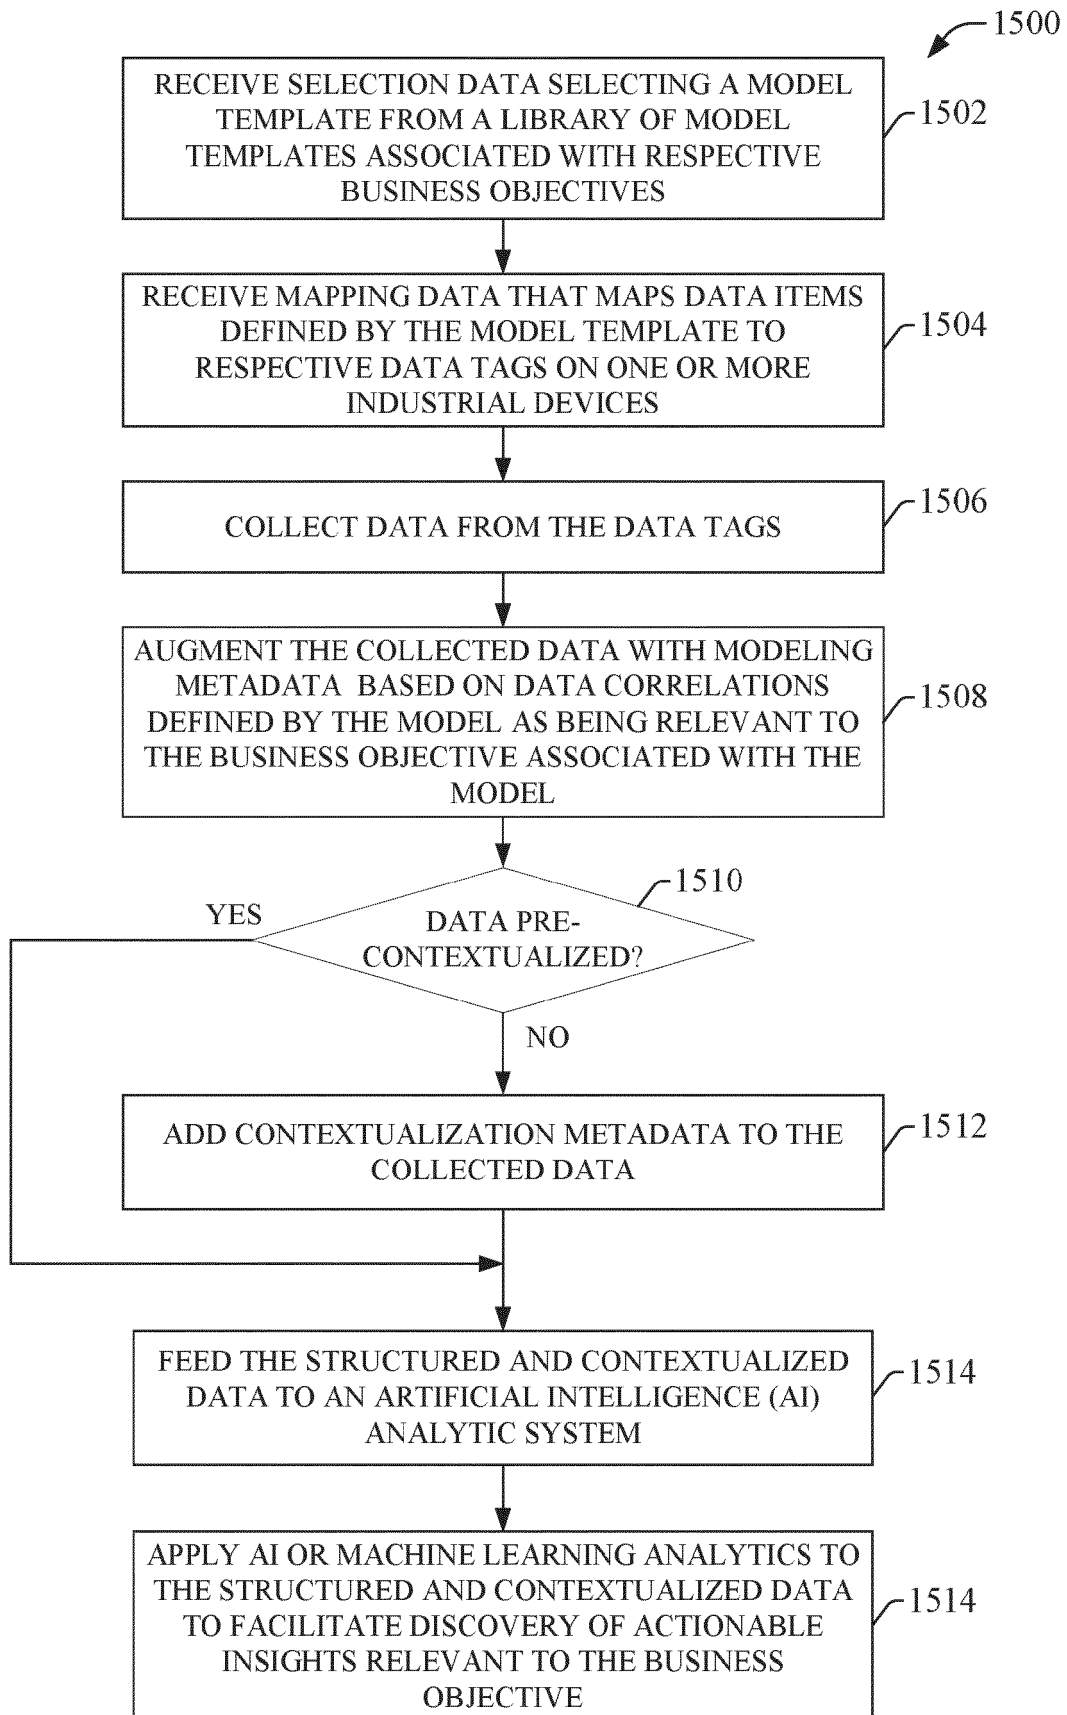 1500
RECEIVE SELECTION DATA SELECTING A MODEL
TEMPLATE FROM A LIBRARY OF MODEL
TEMPLATES ASSOCIATED WITH RESPECTIVE
BUSINESS OBJECTIVES
1502
RECEIVE MAPPING DATA THAT MAPS DATA ITEMS
DEFINED BY THE MODEL TEMPLATE TO
RESPECTIVE DATA TAGS ON ONE OR MORE
INDUSTRIAL DEVICES
1504
COLLECT DATA FROM THE DATA TAGS
1506
AUGMENT THE COLLECTED DATA WITH MODELING
METADATA BASED ON DATA CORRELATIONS
DEFINED BY THE MODEL AS BEING RELEVANT TO
THE BUSINESS OBJECTIVE ASSOCIATED WITH THE
MODEL
1508
1510
YES
DATA PRE-
CONTEXTUALIZED?
NO
ADD CONTEXTUALIZATION METADATA TO THE
COLLECTED DATA
1512
FEED THE STRUCTURED AND CONTEXTUALIZED
DATA TO AN ARTIFICIAL INTELLIGENCE (AI)
ANALYTIC SYSTEM
1514
APPLY AI OR MACHINE LEARNING ANALYTICS TO
THE STRUCTURED AND CONTEXTUALIZED DATA
TO FACILITATE DISCOVERY OF ACTIONABLE
INSIGHTS RELEVANT TO THE BUSINESS
OBJECTIVE
1514